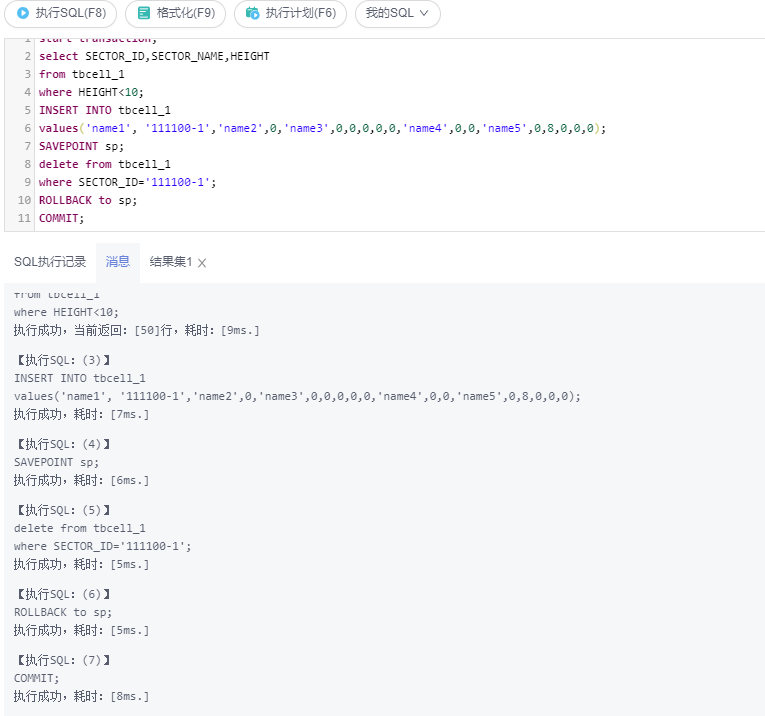 执行SQL(F8) 格式化(F9) 执行计划(F6) 我的SQL
1 start transaction;
2 select SECTOR_ID,SECTOR_NAME,HEIGHT
3 from tbcell_1
4 where HEIGHT<10;
5 INSERT INTO tbcell_1
6 values('name1', '111100-1','name2',0,'name3',0,0,0,0,0,'name4',0,0,'name5',0,8,0,0,0);
7 SAVEPOINT sp;
8 delete from tbcell_1
9 where SECTOR_ID='111100-1';
10 ROLLBACK to sp;
11 COMMIT;
SQL执行记录 消息 结果集1 X
from tbcell_1
where HEIGHT<10;
执行成功，当前返回：[50]行，耗时：[9ms.]
【执行SQL：(3)】
INSERT INTO tbcell_1
values('name1', '111100-1','name2',0,'name3',0,0,0,0,0,'name4',0,0,'name5',0,8,0,0,0);
执行成功，耗时：[7ms.]
【执行SQL：(4)】
SAVEPOINT sp;
执行成功，耗时：[6ms.]
【执行SQL：(5)】
delete from tbcell_1
where SECTOR_ID='111100-1';
执行成功，耗时：[5ms.]
【执行SQL：(6)】
ROLLBACK to sp;
执行成功，耗时：[5ms.]
【执行SQL：(7)】
COMMIT;
执行成功，耗时：[8ms.]